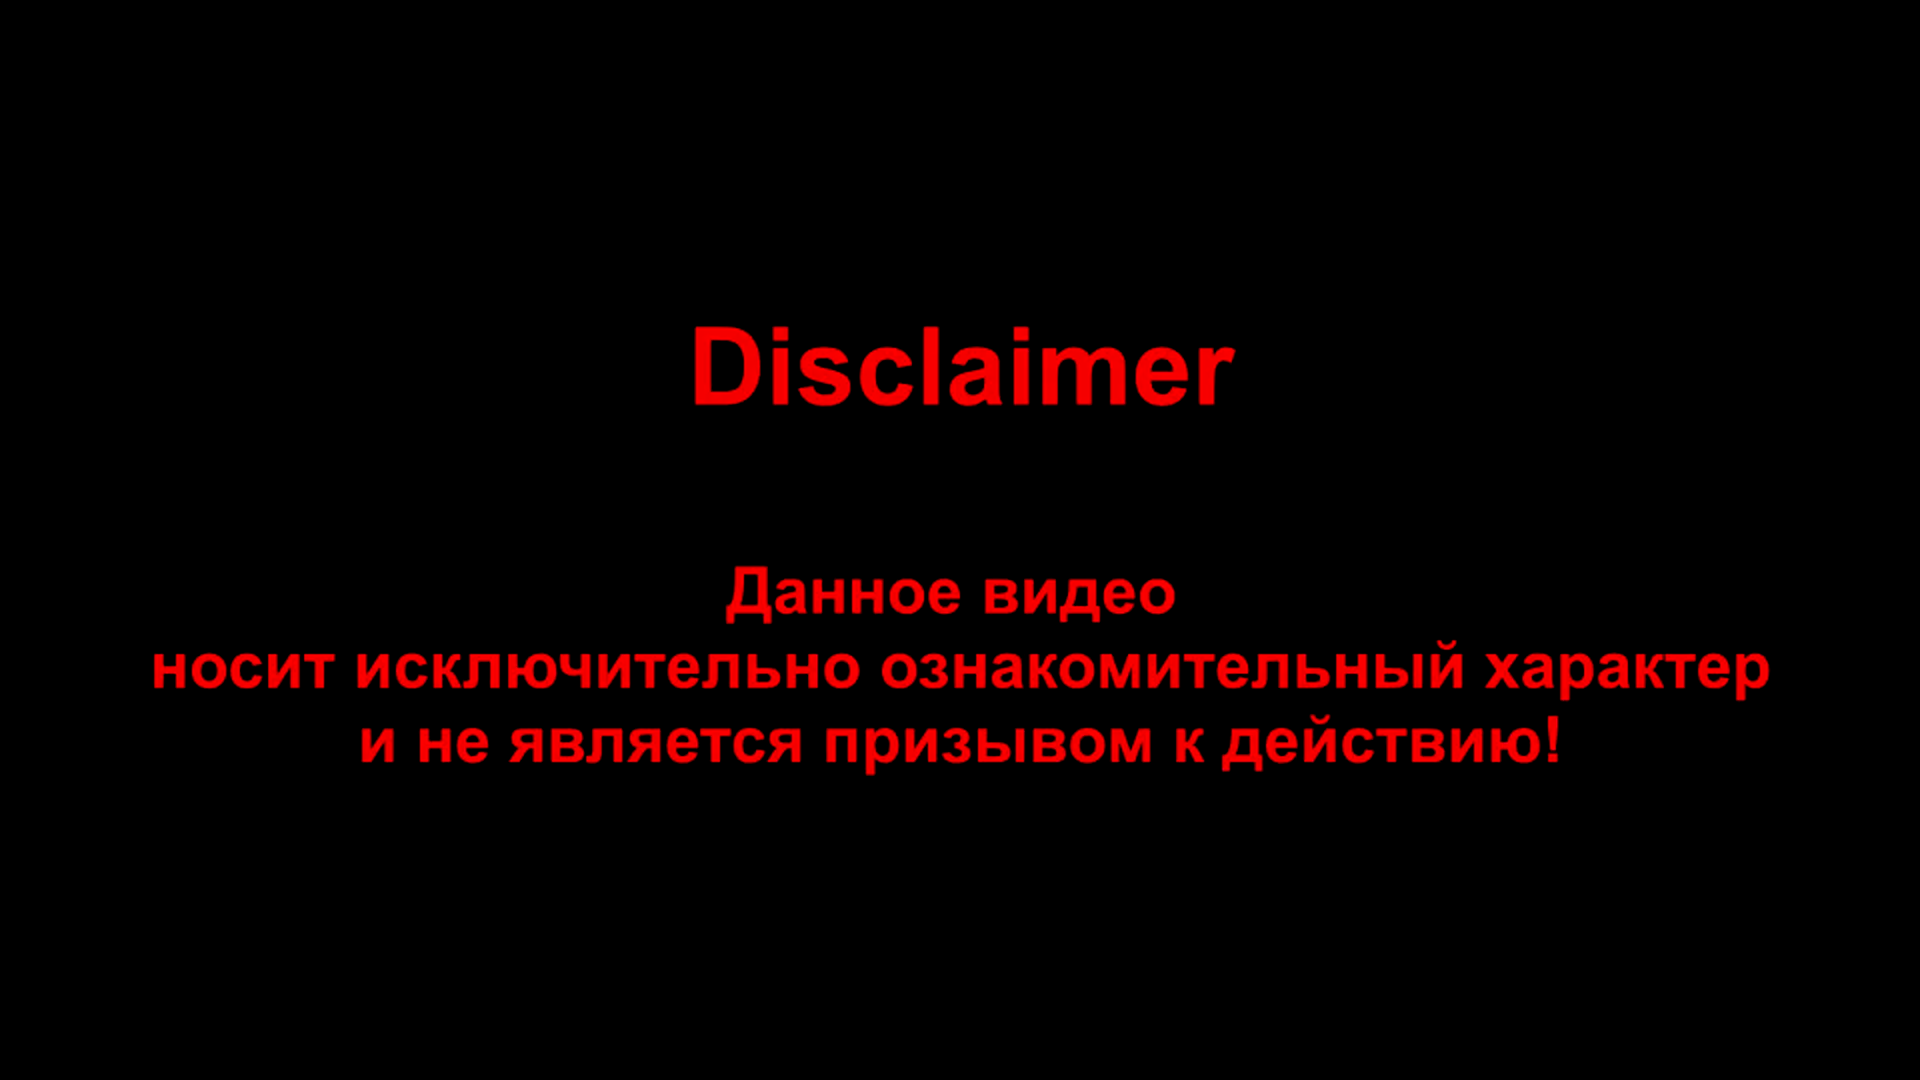 Disclaimer
Данное видео
носит исключительно ознакомительный характер
и не является призывом к действию!